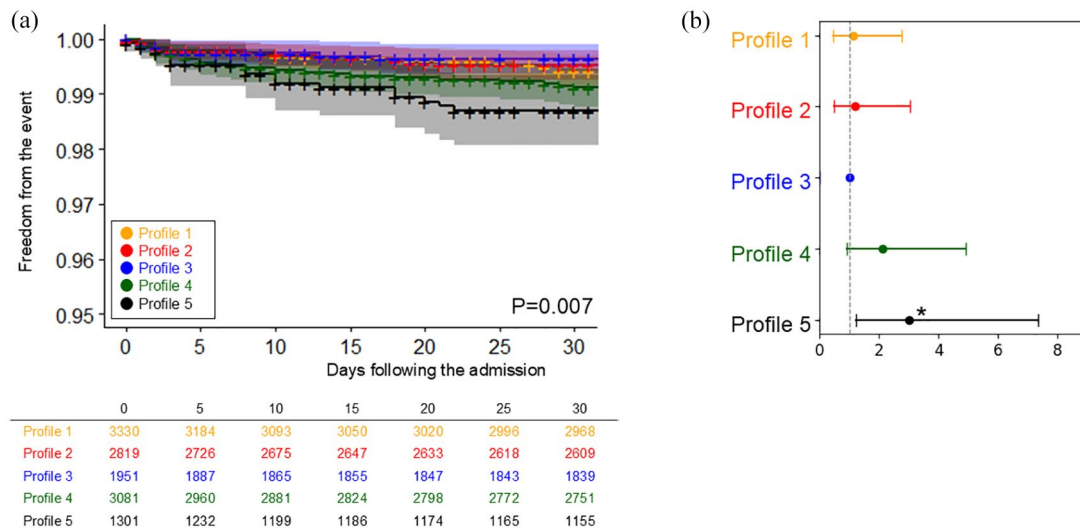 (a)
Freedom from the event
1.00
0.99
0.98
0.97
0.96
0.95
Profile 1
Profile 2
Profile 3
Profile 4
Profile 5
P=0.007
0 5 10 15 20 25 30
Days following the admission
0 5 10 15 20 25 30
Profile 1 3330 3184 3093 3050 3020 2996 2968
Profile 2 2819 2726 2675 2647 2633 2618 2609
Profile 3 1951 1887 1865 1855 1847 1843 1839
Profile 4 3081 2960 2881 2824 2798 2772 2751
Profile 5 1301 1232 1199 1186 1174 1165 1155
(b)
Profile 1
Profile 2
Profile 3
Profile 4
Profile 5
*
0 2 4 6 8